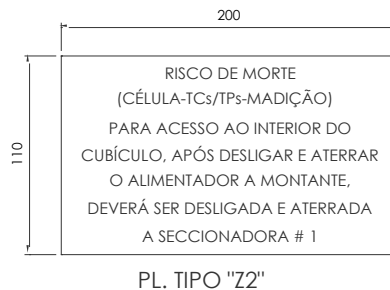 200
110
RISCO DE MORTE
(CÉLULA-TCs/TPs-MADIÇÃO)
PARA ACESSO AO INTERIOR DO
CUBÍCULO, APÓS DESLIGAR E ATERRAR
O ALIMENTADOR A MONTANTE,
DEVERÁ SER DESLIGADA E ATERRADA
A SECCIONADORA # 1
PL. TIPO "Z2"